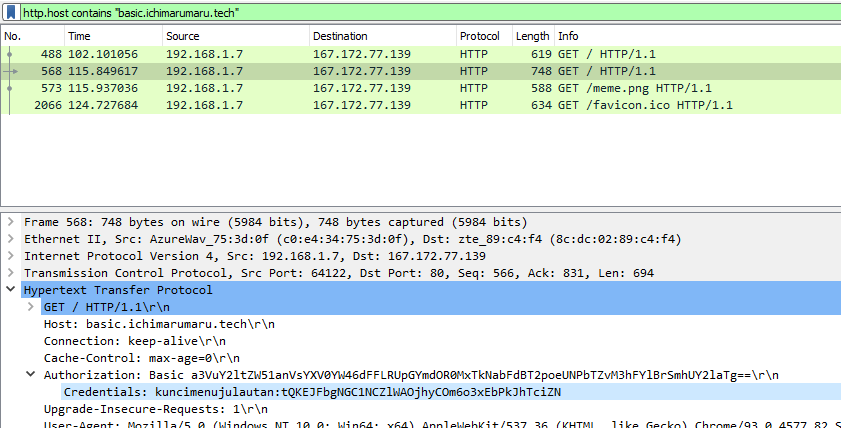 http.host contains "basic.ichimarumaru.tech"
No. Time Source Destination Protocol Length Info
488 102.101056 192.168.1.7 167.172.77.139 HTTP 619 GET / HTTP/1.1
568 115.849617 192.168.1.7 167.172.77.139 HTTP 748 GET / HTTP/1.1
573 115.937036 192.168.1.7 167.172.77.139 HTTP 588 GET /meme.png HTTP/1.1
2066 124.727684 192.168.1.7 167.172.77.139 HTTP 634 GET /favicon.ico HTTP/1.1
Frame 568: 748 bytes on wire (5984 bits), 748 bytes captured (5984 bits)
Ethernet II, Src: AzureWav_75:3d:0f (c0:e4:34:75:3d:0f), Dst: zte_89:c4:f4 (8c:dc:02:89:c4:f4)
Internet Protocol Version 4, Src: 192.168.1.7, Dst: 167.172.77.139
Transmission Control Protocol, Src Port: 64122, Dst Port: 80, Seq: 566, Ack: 831, Len: 694
Hypertext Transfer Protocol
GET / HTTP/1.1\r\n
Host: basic.ichimarumaru.tech\r\n
Connection: keep-alive\r\n
Cache-Control: max-age=0\r\n
Authorization: Basic a3VuY2ltZW51anVsYXV0YW46dFFLRUpGYmdOR0MxTkNabFdBT2poeUNPbTZvM3hFYlBrSmhUY2laTg==\r\n
Credentials: kuncimenujulautan:tQKEJFbgNGC1NCZlWAOjhyCOm6o3xEbPkJhTciZN
Upgrade-Insecure-Requests: 1\r\n
User-Agent: Mozilla/5.0 (Windows NT 10.0; Win64; x64) AppleWebKit/537.36 (KHTML, like Gecko) Chrome/93.0.4577.82 S